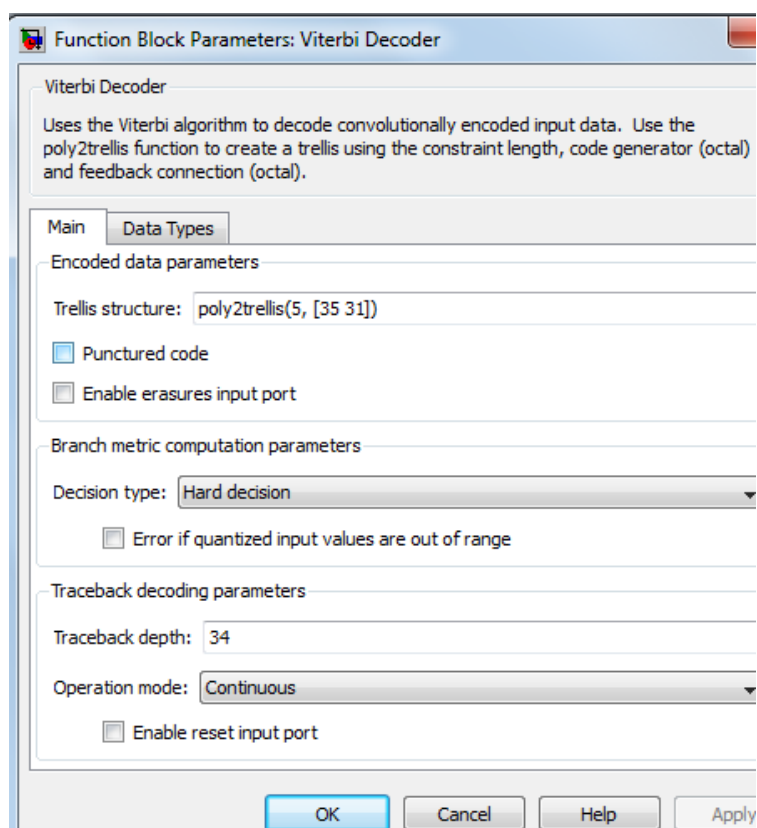 Function Block Parameters: Viterbi Decoder
Viterbi Decoder
Uses the Viterbi algorithm to decode convolutionally encoded input data. Use the
poly2trellis function to create a trellis using the constraint length, code generator (octal)
and feedback connection (octal).
Main Data Types
Encoded data parameters
Trellis structure: poly2trellis(5, [35 31])
Punctured code
Enable erasures input port
Branch metric computation parameters
Decision type: Hard decision
Error if quantized input values are out of range
Traceback decoding parameters
Traceback depth: 34
Operation mode: Continuous
Enable reset input port
OK Cancel Help Apply